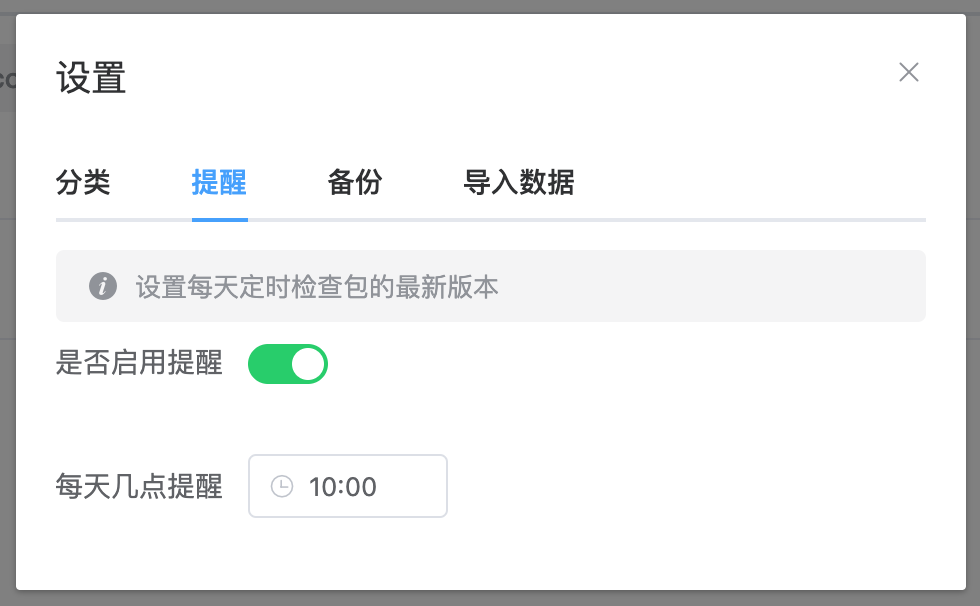 设置
分类 提醒 备份 导入数据
设置每天定时检查包的最新版本
是否启用提醒
每天几点提醒 10:00